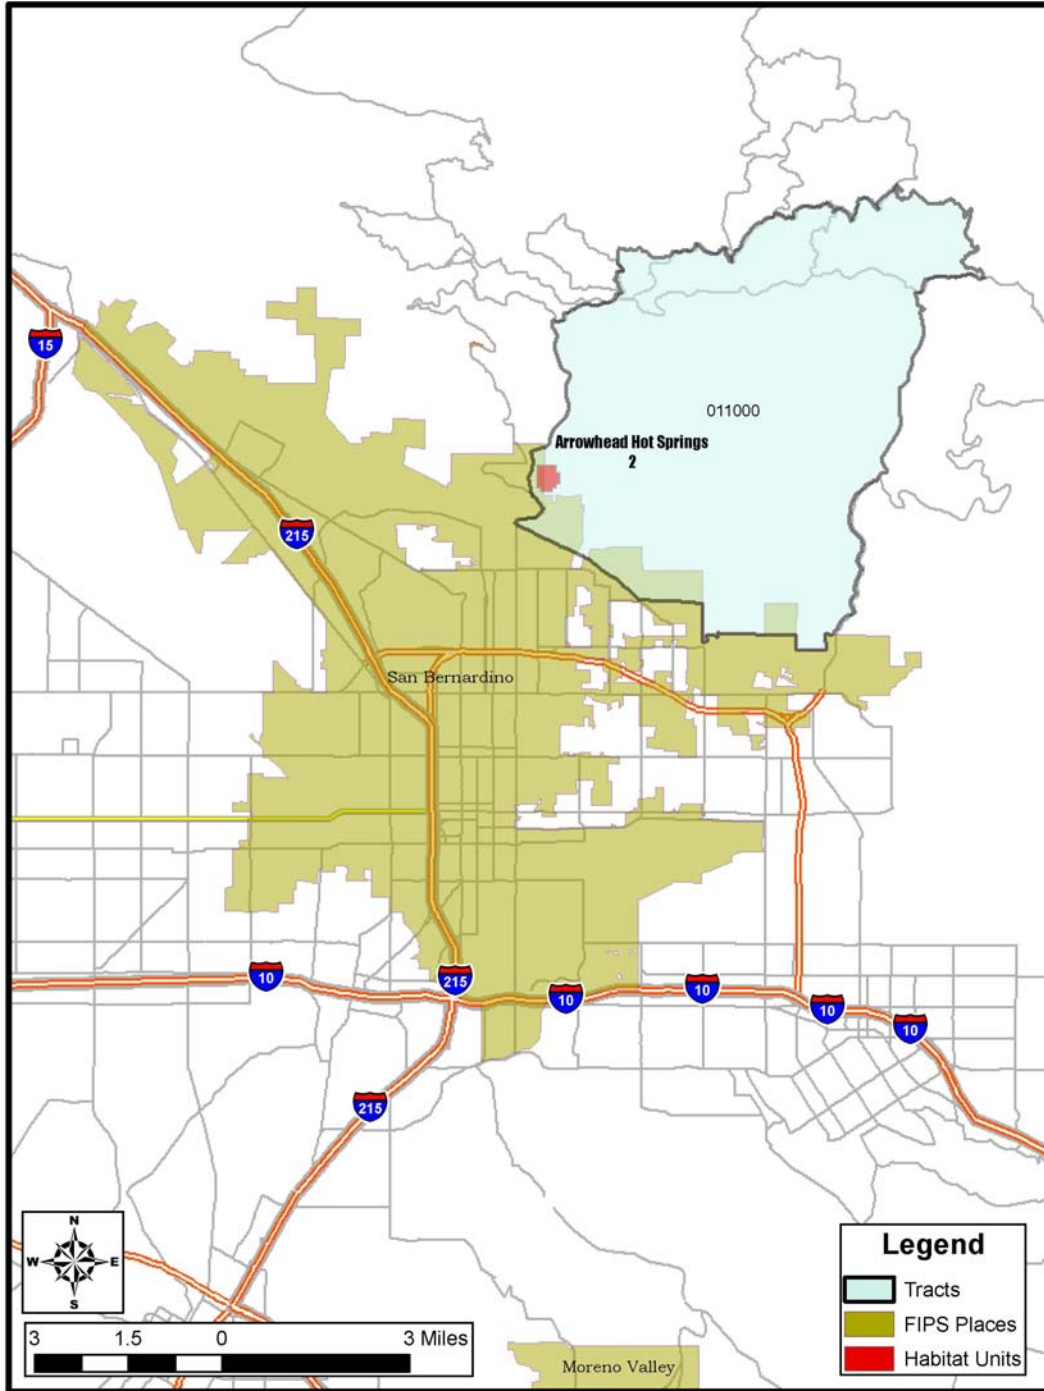 15
011000
Arrowhead Hot Springs
2
215
San Bernardino
215
10
10
10
10
10
215
N
W E
S
3 1.5 0 3 Miles
Moreno Valley
Legend
Tracts
FIPS Places
Habitat Units